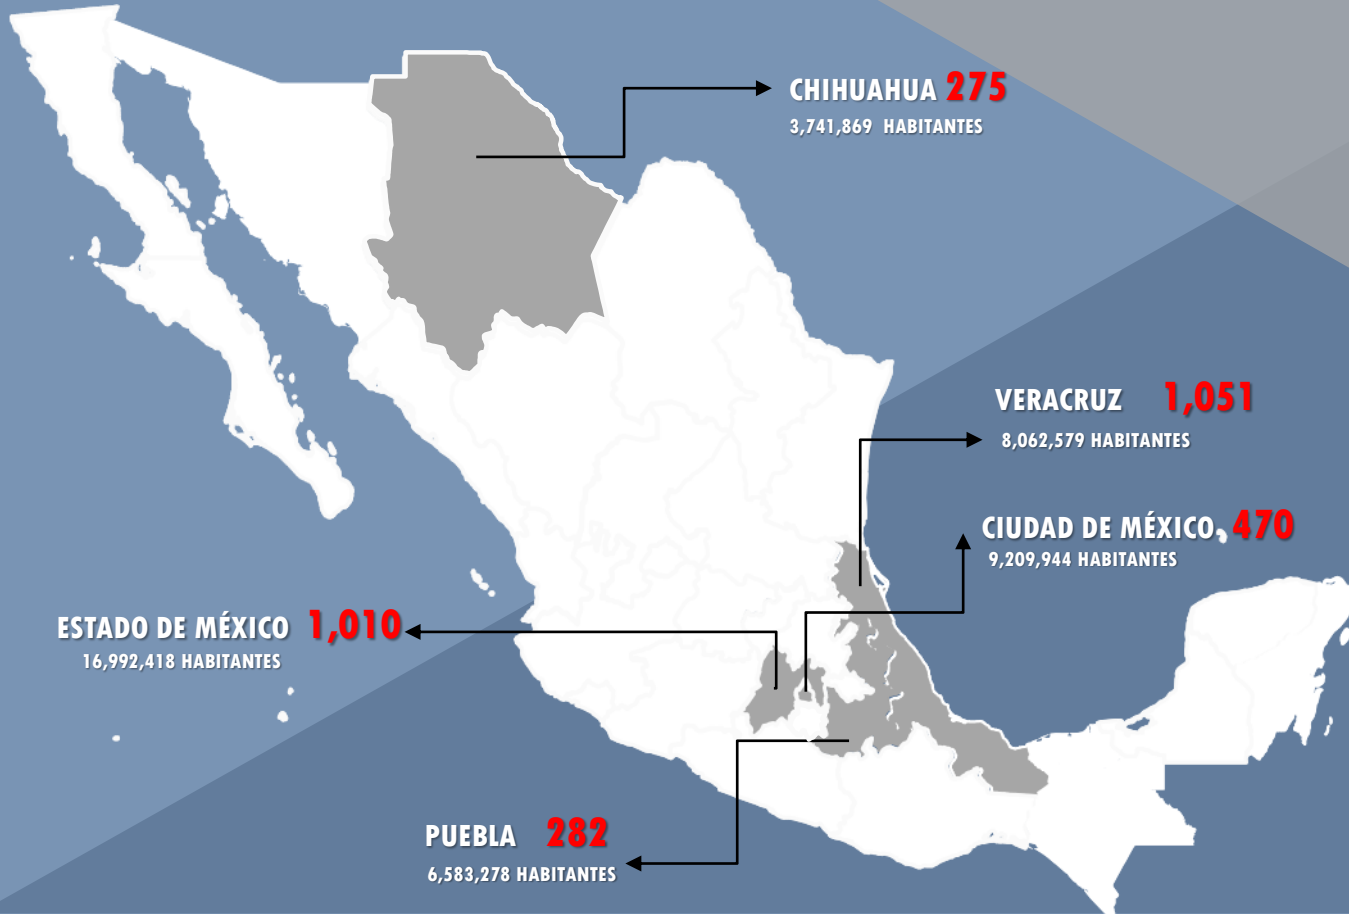 CHIHUAHUA 275
3,741,869 HABITANTES
VERACRUZ 1,051
8,062,579 HABITANTES
CIUDAD DE MÉXICO 470
9,209,944 HABITANTES
ESTADO DE MÉXICO 1,010
16,992,418 HABITANTES
PUEBLA 282
6,583,278 HABITANTES